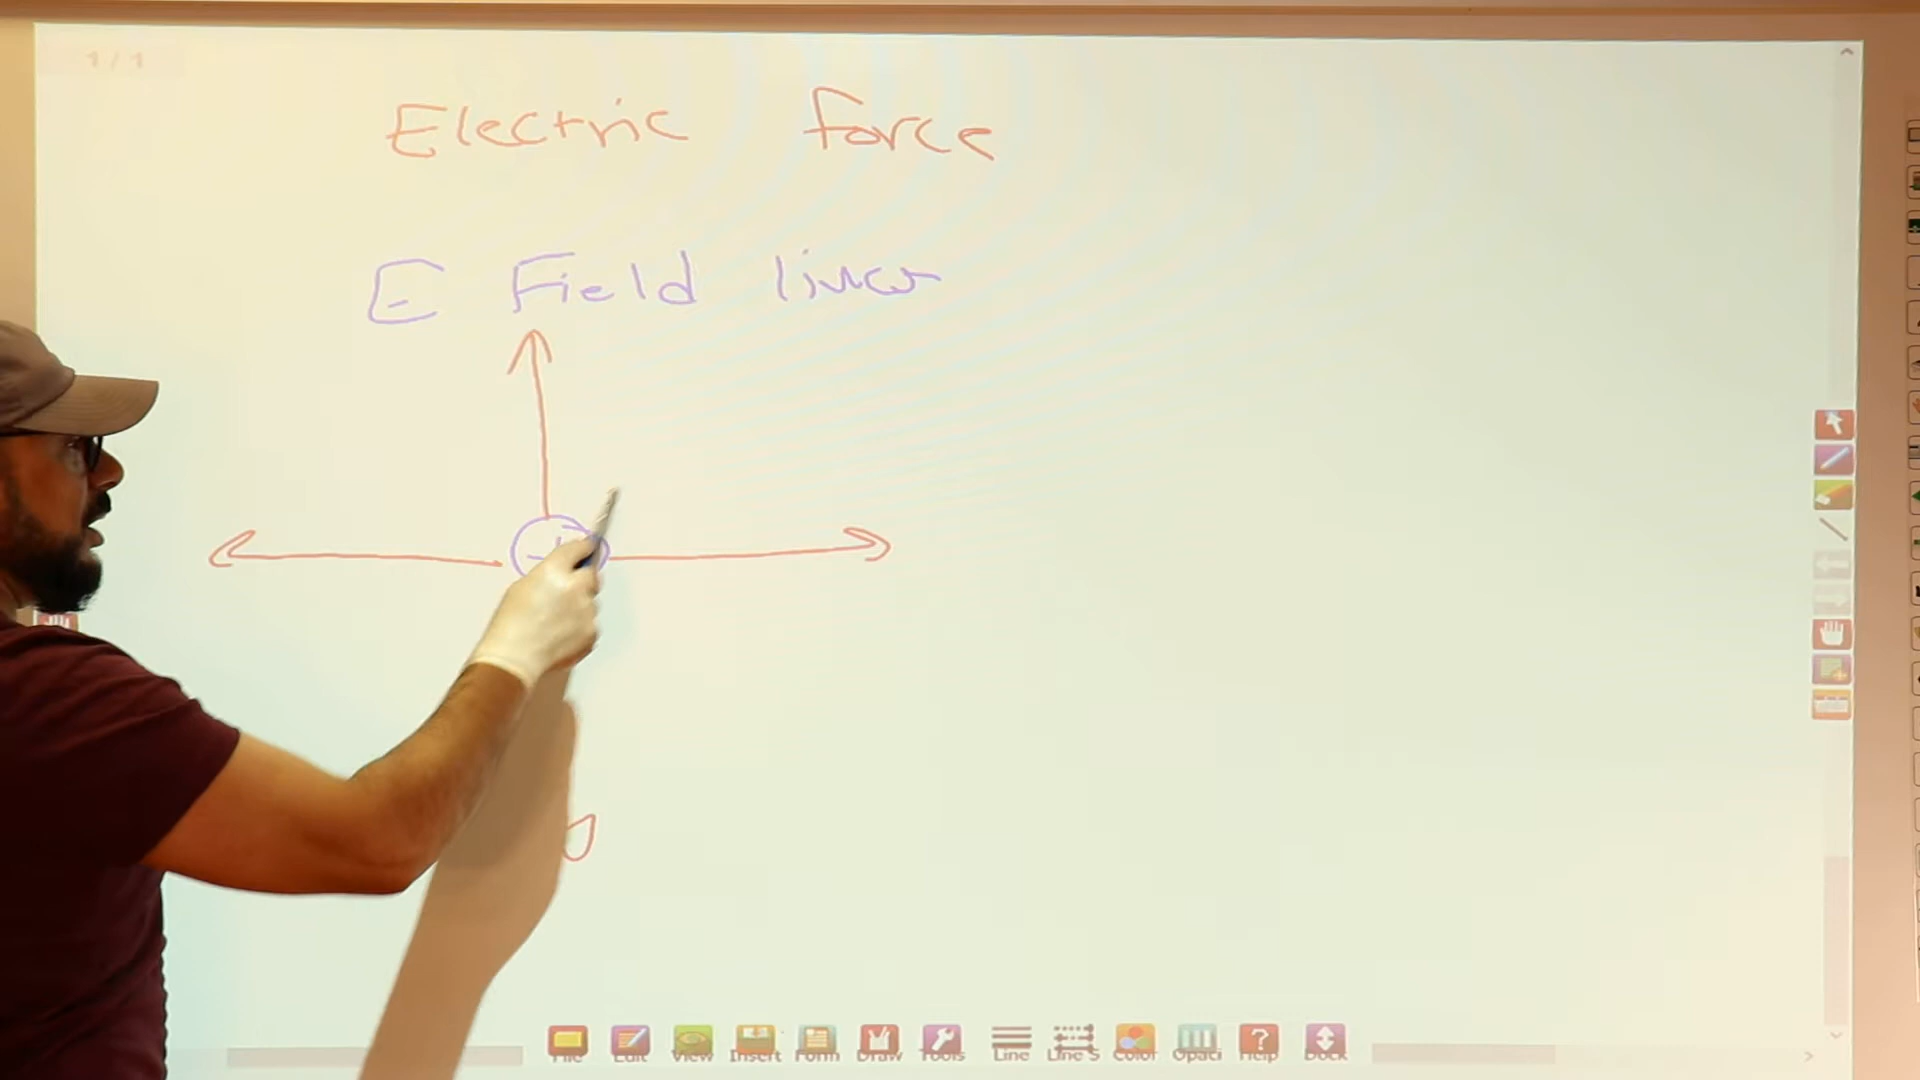 1 / 1
Electric force
E Field lines
+
File Edit View Insert Form Draw Tools Line Line S Color Opaci Help Dock